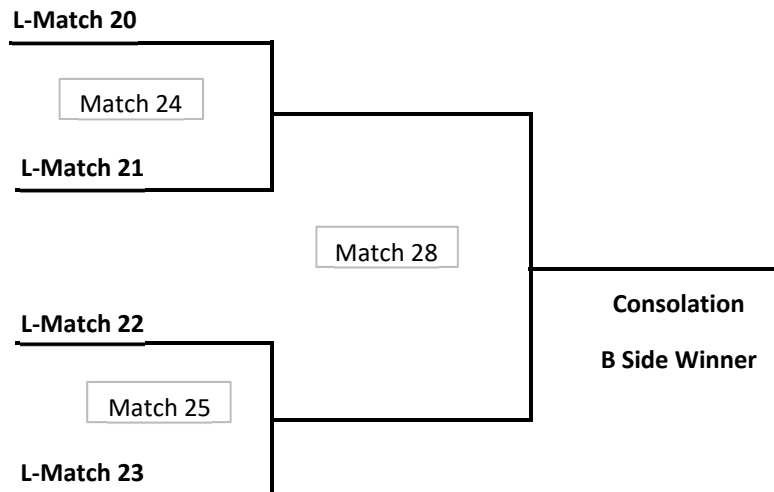 L-Match 20
Match 24
L-Match 21
Match 28
L-Match 22
Consolation
B Side Winner
Match 25
L-Match 23